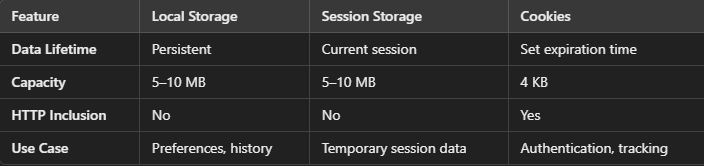 Feature Local Storage Session Storage Cookies
Data Lifetime Persistent Current session Set expiration time
Capacity 5–10 MB 5–10 MB 4 KB
HTTP Inclusion No No Yes
Use Case Preferences, history Temporary session data Authentication, tracking